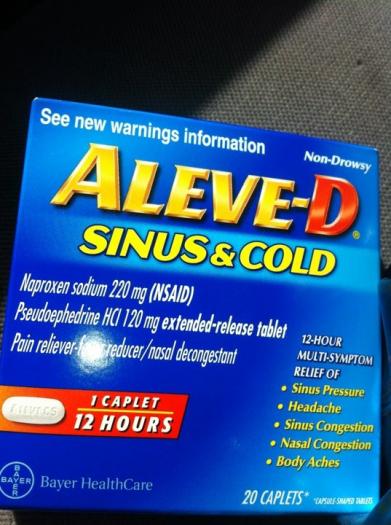 See new warnings information
Non-Drowsy
ALEVE-D®
SINUS & COLD
Naproxen sodium 220 mg (NSAID)
Pseudoephedrine HCl 120 mg extended-release tablet
Pain reliever-fever reducer/nasal decongestant
12-HOUR
MULTI-SYMPTOM
RELIEF OF
• Sinus Pressure
• Headache
• Sinus Congestion
• Nasal Congestion
• Body Aches
1 CAPLET
12 HOURS
BAYER
BAYER
Bayer HealthCare
20 CAPLETS* *CAPSULE-SHAPED TABLETS